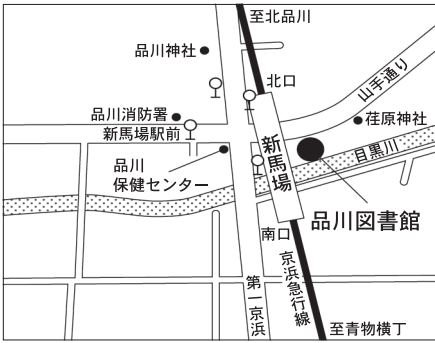 至北品川
品川神社
北口
山手通り
品川消防署
荏原神社
新馬場駅前
新馬場
目黒川
品川
保健センター
品川図書館
南口
京浜急行線
第一京浜
至青物横丁